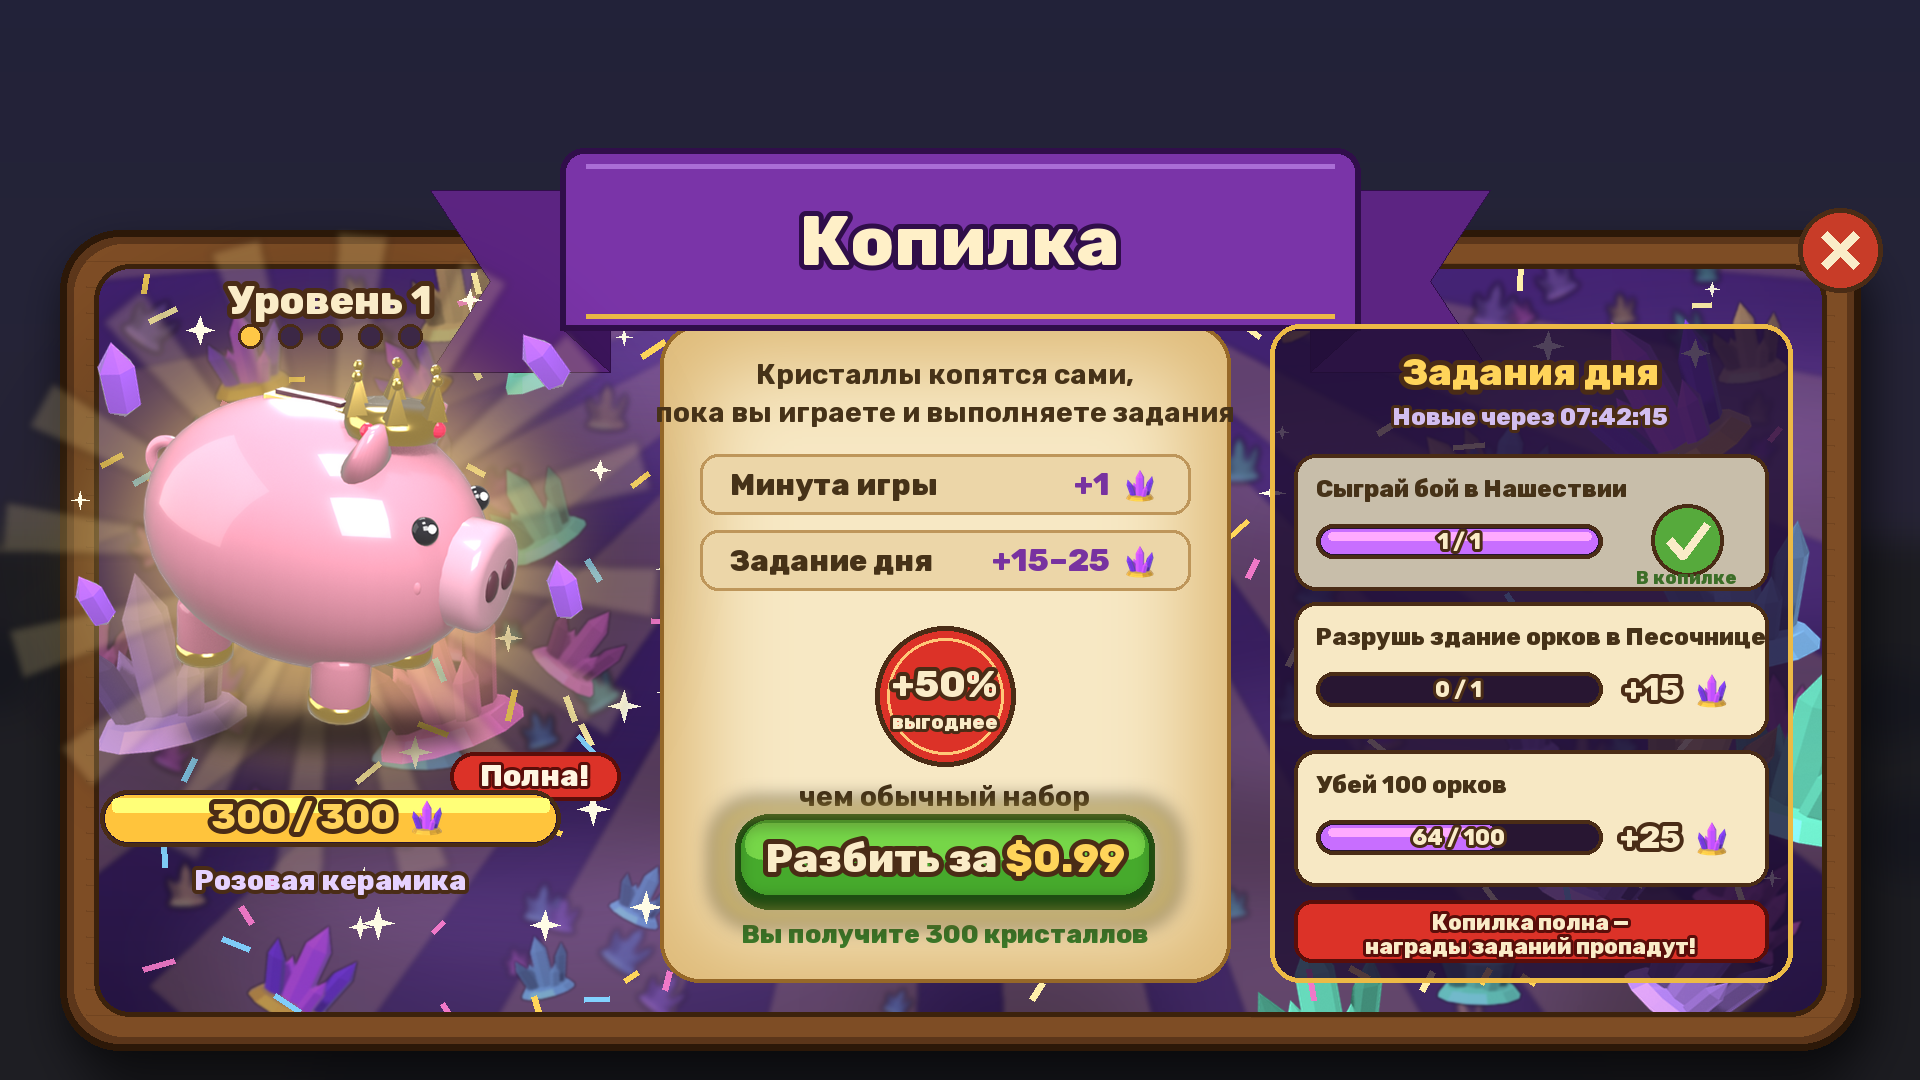 Копилка
Уровень 1
Полна!
300/300
Розовая керамика
Кристаллы копятся сами,
пока вы играете и выполняете задания
Минута игры +1
Задание дня +15–25
+50%
выгоднее
чем обычный набор
Разбить за $0.99
Вы получите 300 кристаллов
Задания дня
Новые через 07:42:15
Сыграй бой в Нашествии
1/1
В копилке
Разрушь здание орков в Песочнице
0/1 +15
Убей 100 орков
64/100 +25
Копилка полна –
награды заданий пропадут!